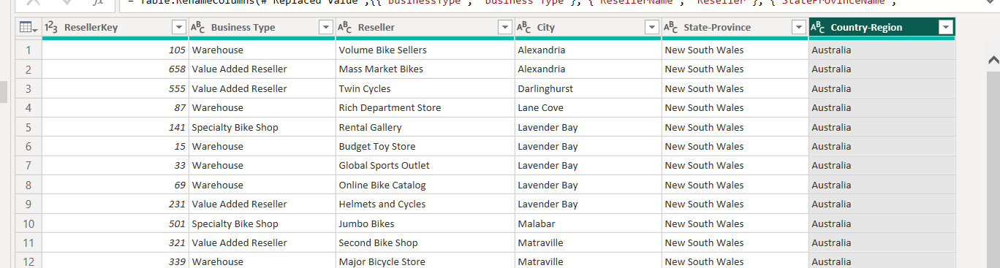 fx = Table.RenameColumns(#"Replaced Value",{{"BusinessType", "Business Type"}, {"ResellerName", "Reseller"}, {"StateProvinceName",
1²3 ResellerKey ABC Business Type ABC Reseller ABC City ABC State-Province ABC Country-Region
1 105 Warehouse Volume Bike Sellers Alexandria New South Wales Australia
2 658 Value Added Reseller Mass Market Bikes Alexandria New South Wales Australia
3 555 Value Added Reseller Twin Cycles Darlinghurst New South Wales Australia
4 87 Warehouse Rich Department Store Lane Cove New South Wales Australia
5 141 Specialty Bike Shop Rental Gallery Lavender Bay New South Wales Australia
6 15 Warehouse Budget Toy Store Lavender Bay New South Wales Australia
7 33 Warehouse Global Sports Outlet Lavender Bay New South Wales Australia
8 69 Warehouse Online Bike Catalog Lavender Bay New South Wales Australia
9 231 Value Added Reseller Helmets and Cycles Lavender Bay New South Wales Australia
10 501 Specialty Bike Shop Jumbo Bikes Malabar New South Wales Australia
11 321 Value Added Reseller Second Bike Shop Matraville New South Wales Australia
12 339 Warehouse Major Bicycle Store Matraville New South Wales Australia